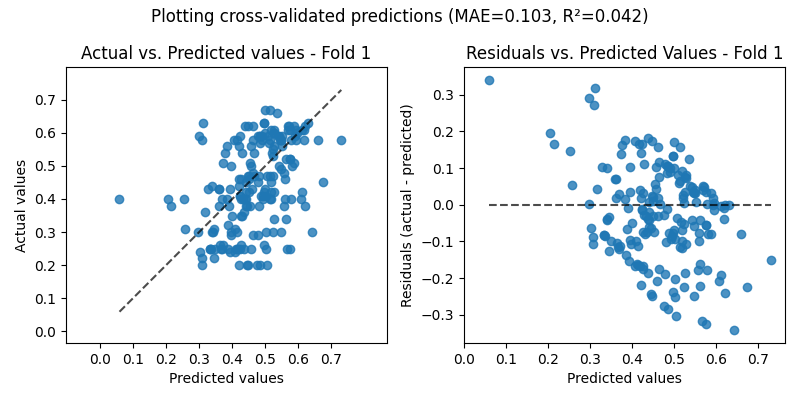 Plotting cross-validated predictions (MAE=0.103, R²=0.042)
Actual vs. Predicted values - Fold 1
Actual values
0.7
0.6
0.5
0.4
0.3
0.2
0.1
0.0
0.0 0.1 0.2 0.3 0.4 0.5 0.6 0.7
Predicted values
Residuals vs. Predicted Values - Fold 1
Residuals (actual - predicted)
0.3
0.2
0.1
0.0
−0.1
−0.2
−0.3
0.0 0.1 0.2 0.3 0.4 0.5 0.6 0.7
Predicted values